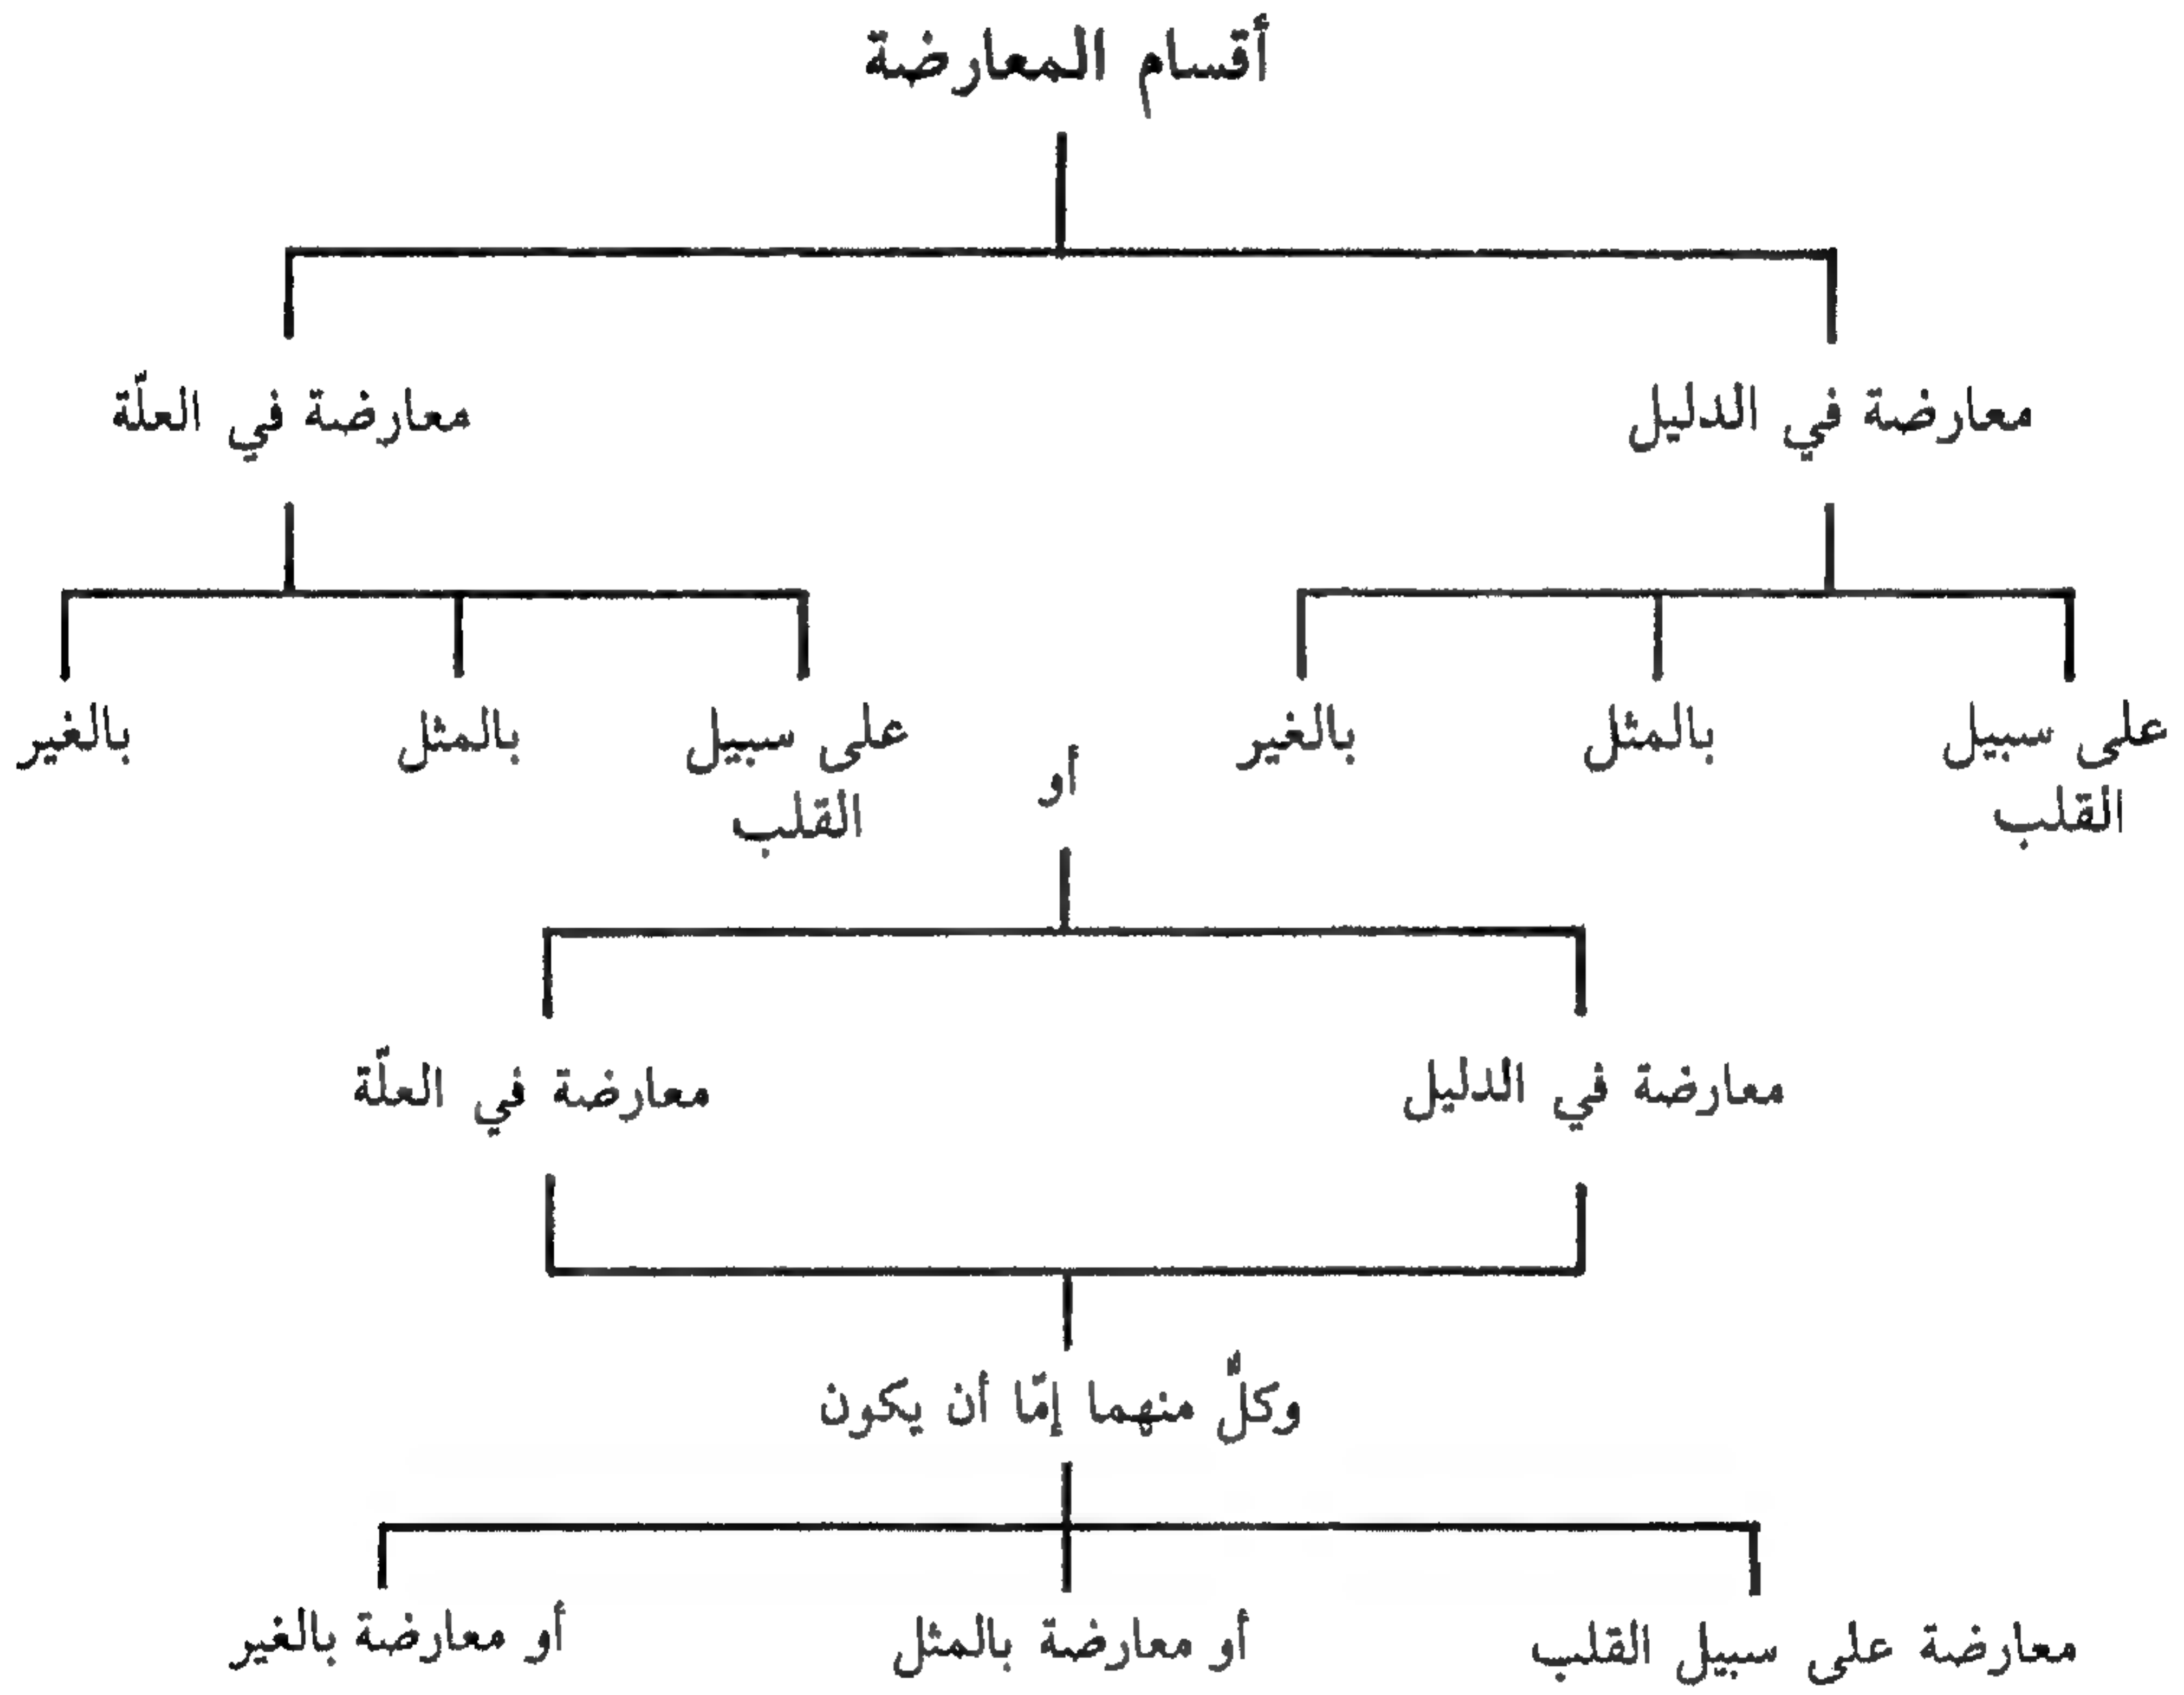 أقسام المعارضة
معارضة في الدليل
معارضة في العلّة
على سبيل
القلب
بالمثل
بالغير
على سبيل
القلب
بالمثل
بالغير
أو
معارضة في الدليل
معارضة في العلّة
وكلٌّ منهما إمّا أن يكون
معارضة على سبيل القلب
أو معارضة بالمثل
أو معارضة بالغير